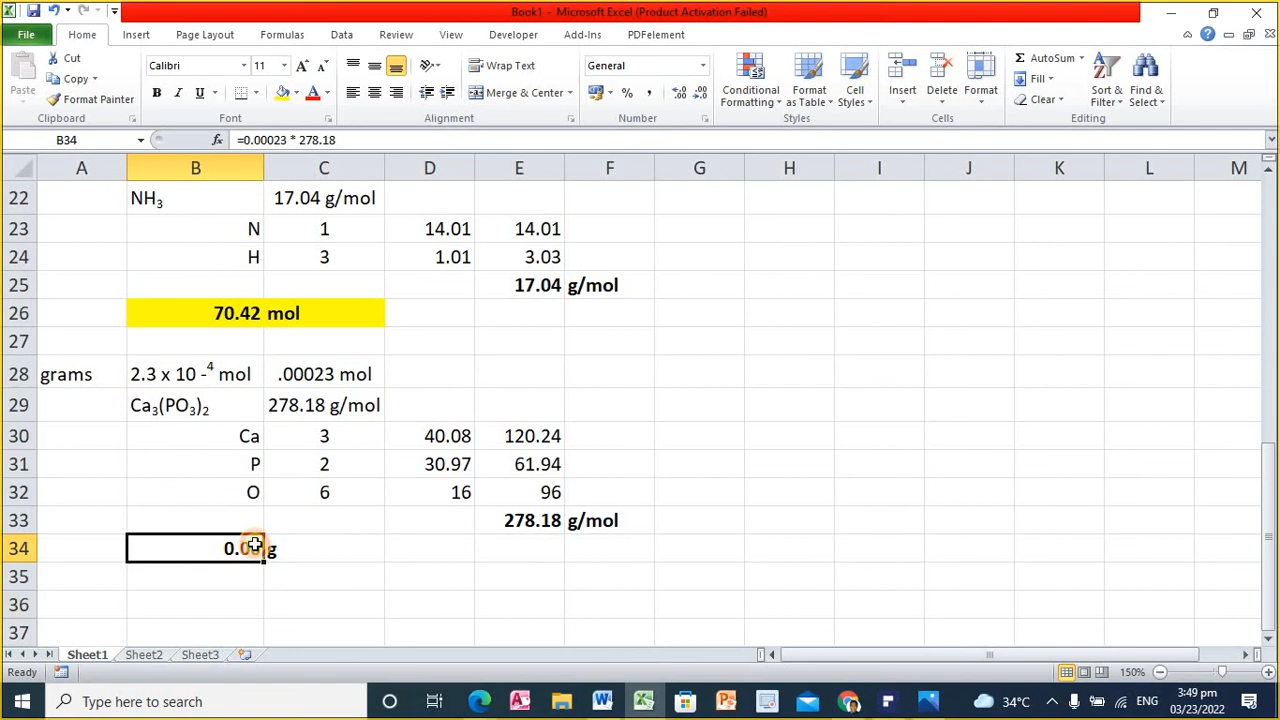 Book1 - Microsoft Excel (Product Activation Failed)
File Home Insert Page Layout Formulas Data Review View Developer Add-Ins PDFelement
Paste
Cut
Copy
Format Painter
Clipboard
Calibri 11
B I U
Font
Wrap Text
Merge & Center
Alignment
General
Number
Conditional Formatting
Format as Table
Cell Styles
Styles
Insert
Delete
Format
Cells
AutoSum
Fill
Clear
Sort & Filter
Find & Select
Editing
B34 fx =0.00023 * 278.18
A B C D E F G H I J K L M
22 NH₃ 17.04 g/mol
23 N 1 14.01 14.01
24 H 3 1.01 3.03
25 17.04 g/mol
26 70.42 mol
27
28 grams 2.3 x 10 -⁴ mol .00023 mol
29 Ca₃(PO₃)₂ 278.18 g/mol
30 Ca 3 40.08 120.24
31 P 2 30.97 61.94
32 O 6 16 96
33 278.18 g/mol
34 g
35
36
37
Sheet1 Sheet2 Sheet3
Ready 150%
Type here to search
34°C
ENG
3:49 pm
03/23/2022